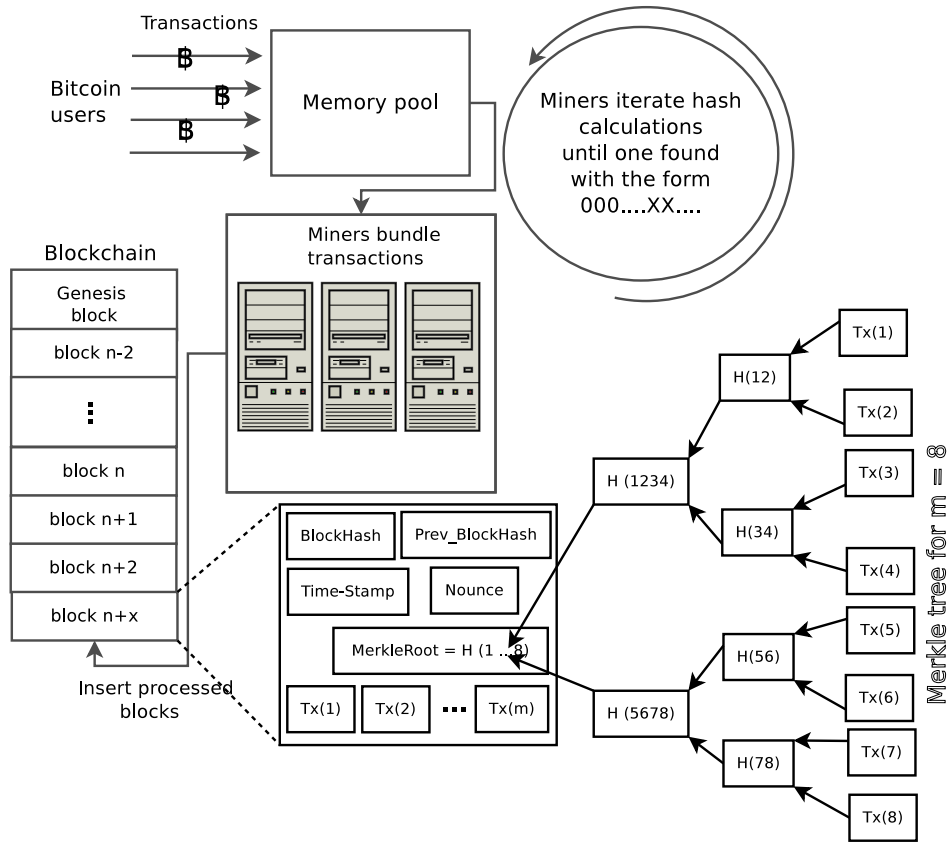 Transactions
Bitcoin
users
฿
฿
฿
Memory pool
Miners iterate hash
calculations
until one found
with the form
000....XX....
Miners bundle
transactions
Blockchain
Genesis
block
block n-2
⋮
block n
block n+1
block n+2
block n+x
Insert processed
blocks
BlockHash
Prev_BlockHash
Time-Stamp
Nounce
MerkleRoot = H (1 ..8)
Tx(1)
Tx(2)
...
Tx(m)
H (1234)
H (5678)
H(12)
H(34)
H(56)
H(78)
Tx(1)
Tx(2)
Tx(3)
Tx(4)
Tx(5)
Tx(6)
Tx(7)
Tx(8)
Merkle tree for m = 8